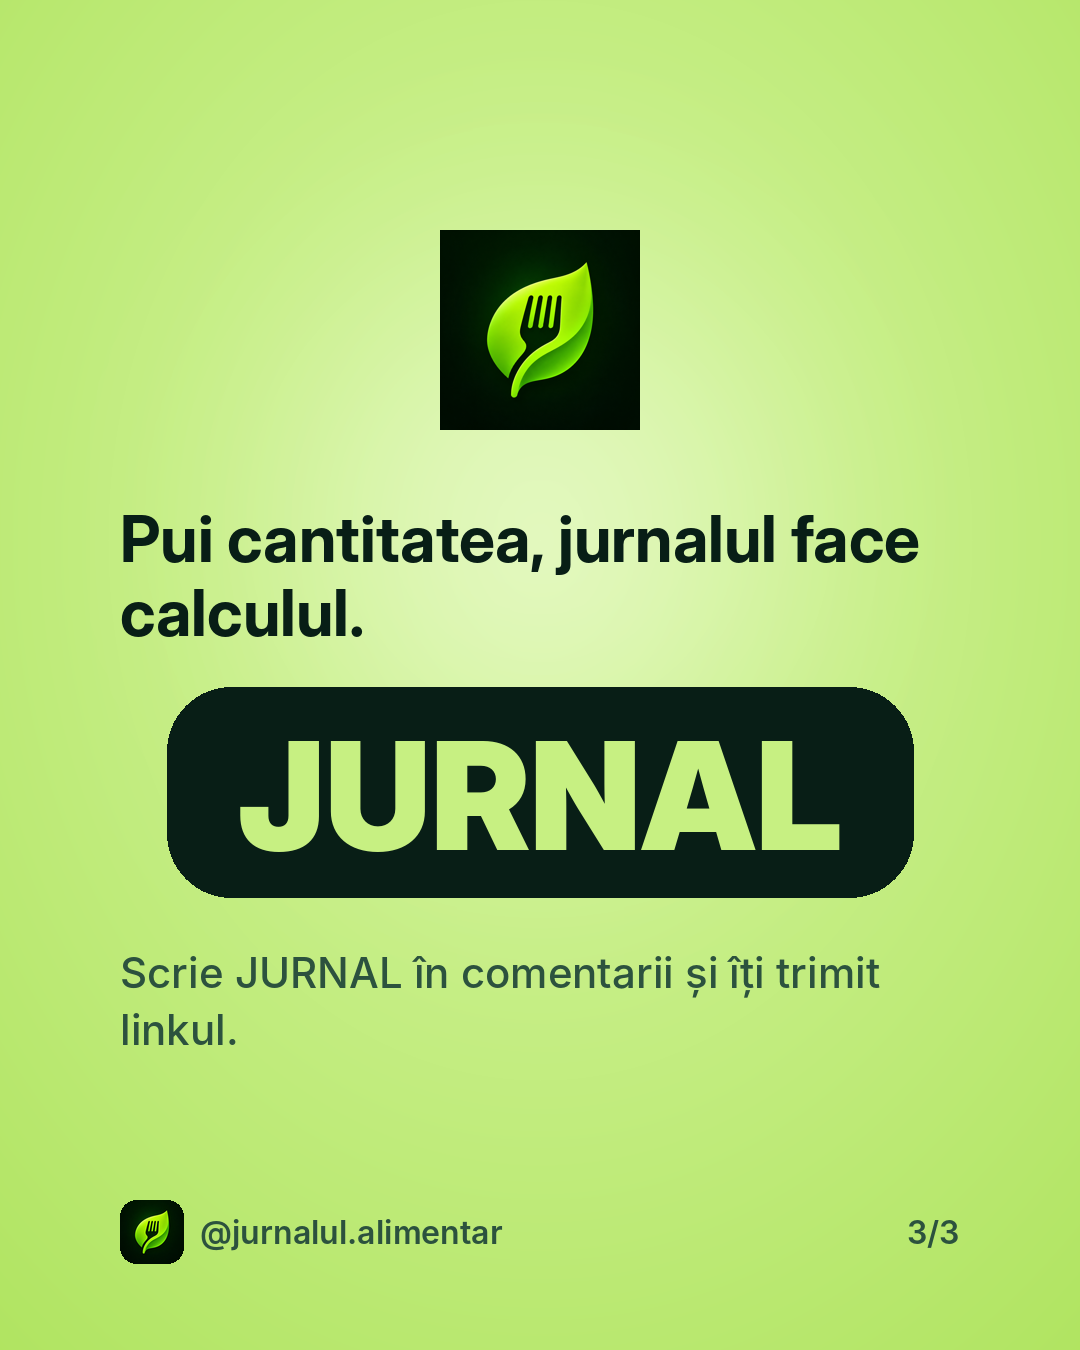 Pui cantitatea, jurnalul face
calculul.
JURNAL
Scrie JURNAL în comentarii și îți trimit
linkul.
@jurnalul.alimentar
3/3